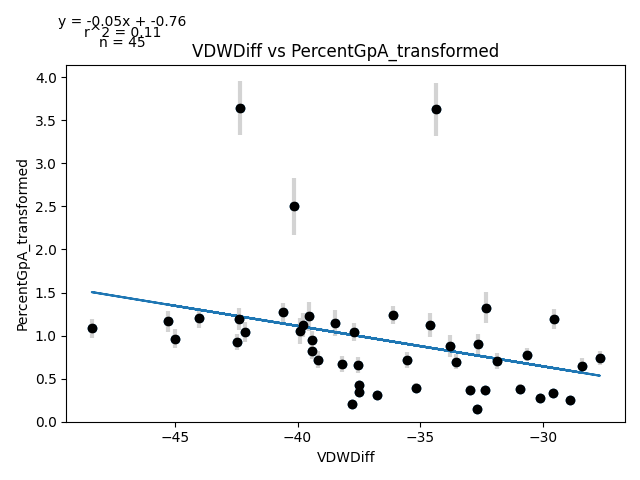 y = -0.05x + -0.76
r^2 = 0.11
n = 45
VDWDiff vs PercentGpA_transformed
4.0
3.5
3.0
2.5
2.0
1.5
1.0
0.5
0.0
PercentGpA_transformed
−45
−40
−35
−30
VDWDiff